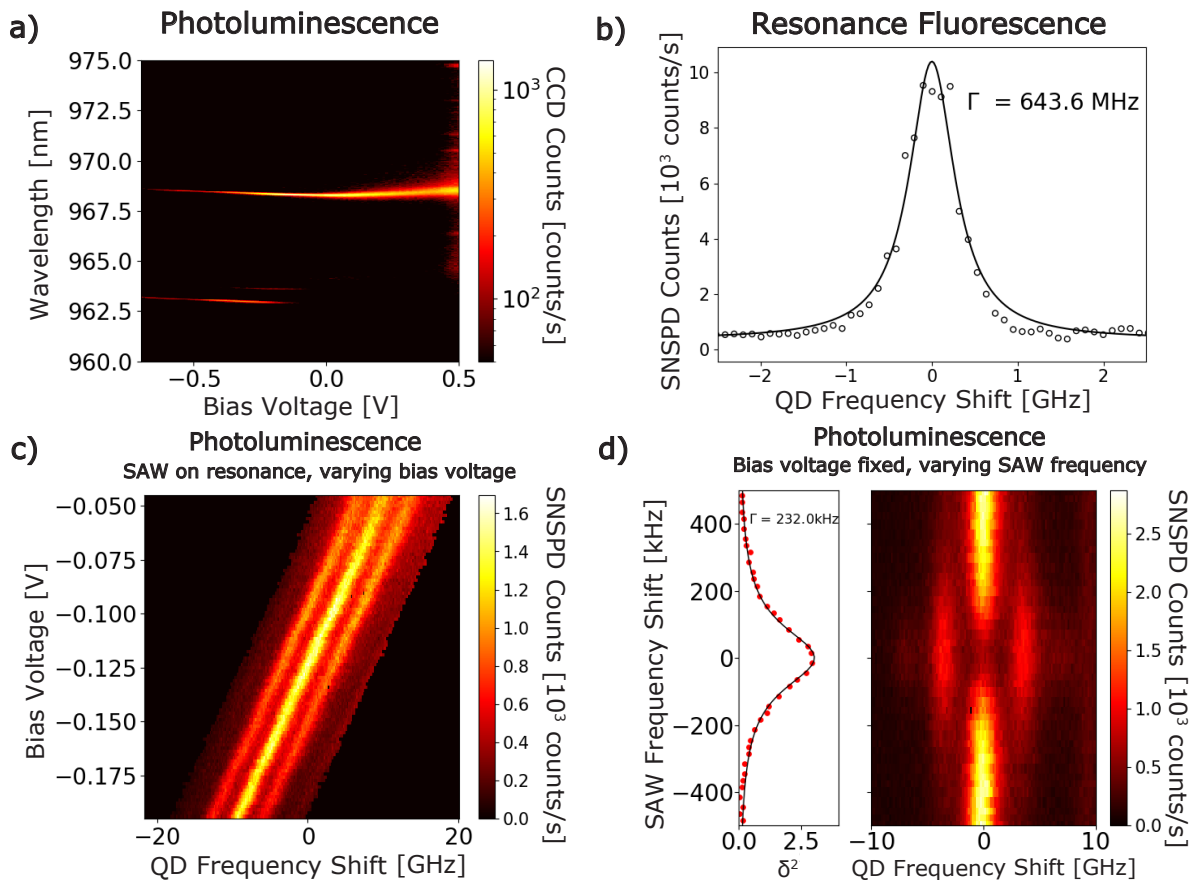 a)
Photoluminescence
975.0
972.5
970.0
967.5
965.0
962.5
960.0
Wavelength [nm]
−0.5
0.0
0.5
Bias Voltage [V]
10³
10²
CCD Counts [counts/s]
b)
Resonance Fluorescence
Γ = 643.6 MHz
10
8
6
4
2
0
SNSPD Counts [10³ counts/s]
−2
−1
0
1
2
QD Frequency Shift [GHz]
c)
Photoluminescence
SAW on resonance, varying bias voltage
−0.050
−0.075
−0.100
−0.125
−0.150
−0.175
Bias Voltage [V]
−20
0
20
QD Frequency Shift [GHz]
1.6
1.4
1.2
1.0
0.8
0.6
0.4
0.2
0.0
SNSPD Counts [10³ counts/s]
d)
Photoluminescence
Bias voltage fixed, varying SAW frequency
Γ = 232.0kHz
400
200
0
−200
−400
SAW Frequency Shift [kHz]
0.0
2.5
δ²
−10
0
10
QD Frequency Shift [GHz]
2.5
2.0
1.5
1.0
0.5
0.0
SNSPD Counts [10³ counts/s]